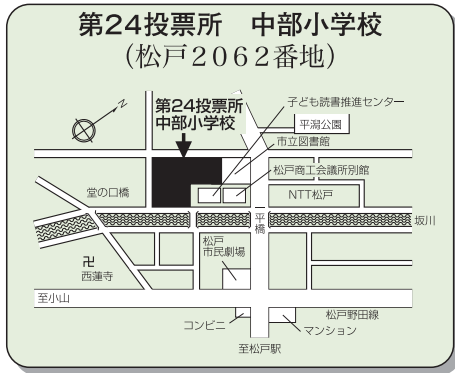 第24投票所　中部小学校
(松戸2062番地)
N
第24投票所
中部小学校
子ども読書推進センター
平潟公園
市立図書館
松戸商工会議所別館
堂の口橋
NTT松戸
平橋
坂川
松戸
市民劇場
卍
西蓮寺
至小山
コンビニ
松戸野田線
マンション
至松戸駅